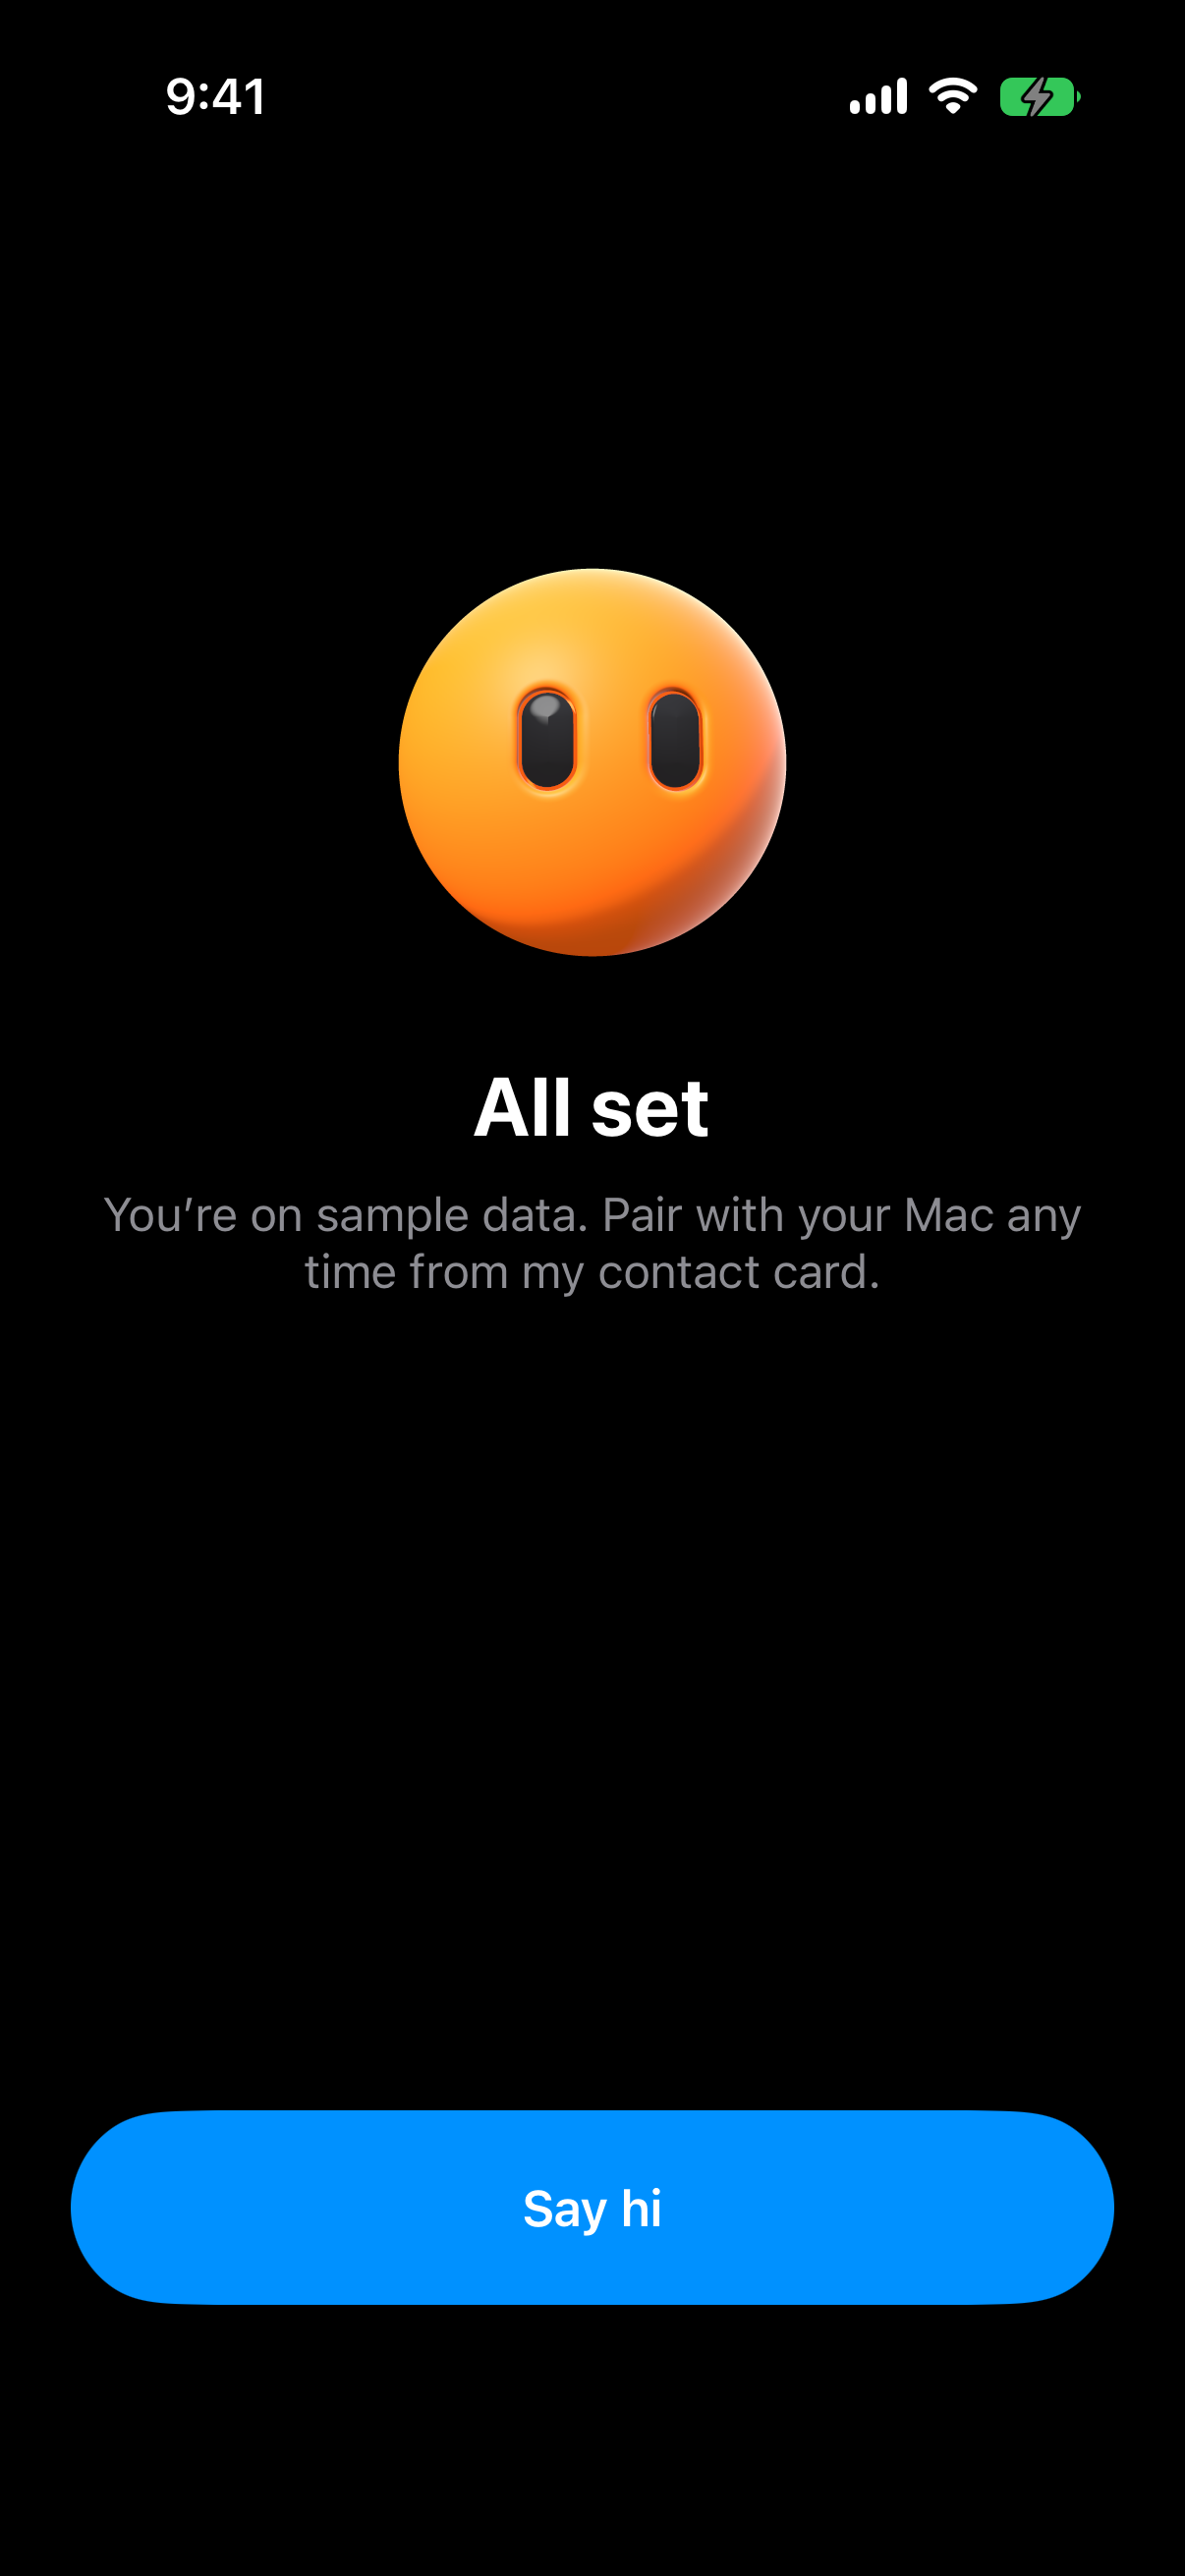 9:41
All set
You’re on sample data. Pair with your Mac any
time from my contact card.
Say hi